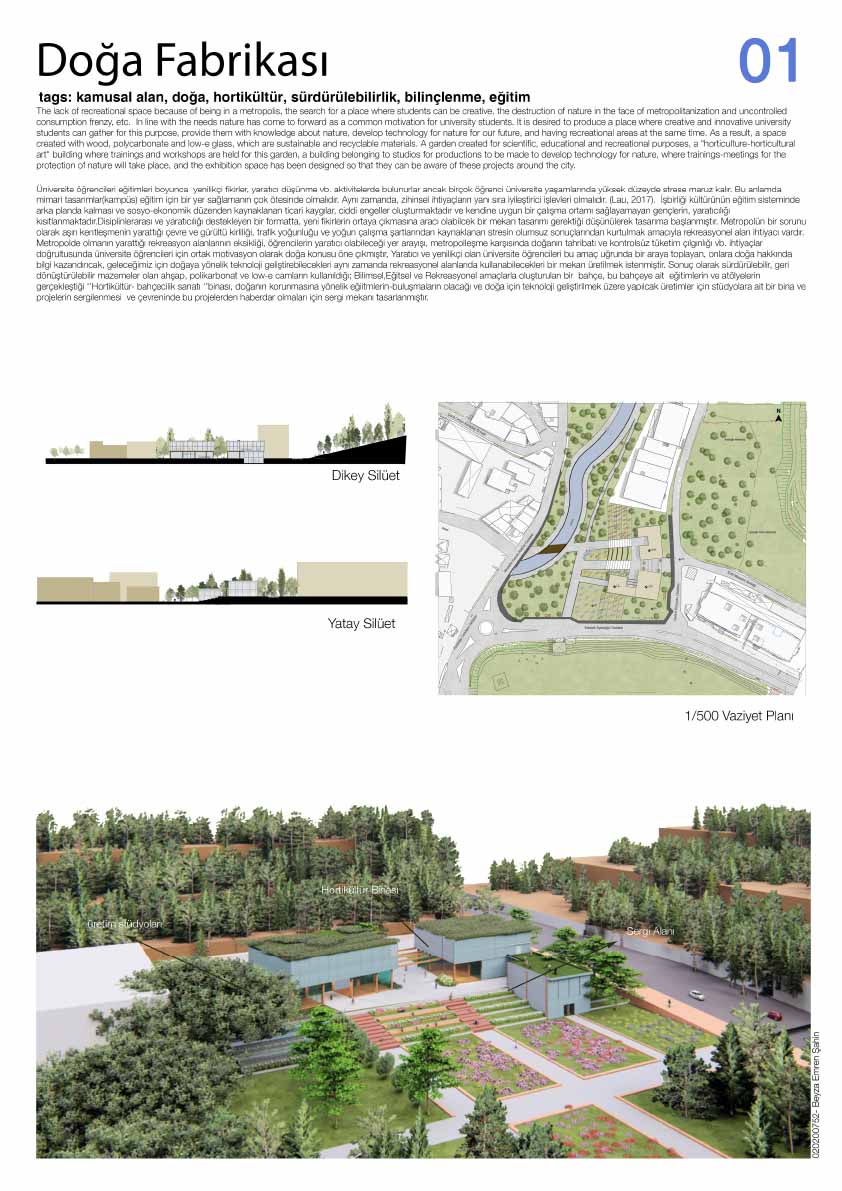 Doğa Fabrikası
01
tags: kamusal alan, doğa, hortikültür, sürdürülebilirlik, bilinçlenme, eğitim
The lack of recreational space because of being in a metropolis, the search for a place where students can be creative, the destruction of nature in the face of metropolitanization and uncontrolled
consumption frenzy, etc. In line with the needs nature has come to forward as a common motivation for university students. It is desired to produce a place where creative and innovative university
students can gather for this purpose, provide them with knowledge about nature, develop technology for nature for our future, and having recreational areas at the same time. As a result, a space
created with wood, polycarbonate and low-e glass, which are sustainable and recyclable materials. A garden created for scientific, educational and recreational purposes, a "horticulture-horticultural
art" building where trainings and workshops are held for this garden, a building belonging to studios for productions to be made to develop technology for nature, where trainings-meetings for the
protection of nature will take place, and the exhibition space has been designed so that they can be aware of these projects around the city.
Üniversite öğrencileri eğitimleri boyunca yenilikçi fikirler, yaratıcı düşünme vb. aktivitelerde bulunurlar ancak birçok öğrenci üniversite yaşamlarında yüksek düzeyde strese maruz kalır. Bu anlamda
mimari tasarımlar(kampüs) eğitim için bir yer sağlamanın çok ötesinde olmalıdır. Aynı zamanda, zihinsel ihtiyaçların yanı sıra iyileştirici işlevleri olmalıdır. (Lau, 2017). İşbirliği kültürünün eğitim sisteminde
arka planda kalması ve sosyo-ekonomik düzenden kaynaklanan ticari kaygılar, ciddi engeller oluşturmaktadır ve kendine uygun bir çalışma ortamı sağlayamayan gençlerin, yaratıcılığı
kısıtlanmaktadır.Disiplinlerarası ve yaratıcılığı destekleyen bir formatta, yeni fikirlerin ortaya çıkmasına aracı olabilcek bir mekan tasarımı gerektiği düşünülerek tasarıma başlanmıştır. Metropolün bir sorunu
olarak aşırı kentleşmenin yarattığı çevre ve gürültü kirliliği, trafik yoğunluğu ve yoğun çalışma şartlarından kaynaklanan stresin olumsuz sonuçlarından kurtulmak amacıyla rekreasyonel alan ihtiyacı vardır.
Metropolde olmanın yarattığı rekreasyon alanlarının eksikliği, öğrencilerin yaratıcı olabileceği yer arayışı, metropolleşme karşısında doğanın tahribatı ve kontrolsüz tüketim çılgınlığı vb. ihtiyaçlar
doğrultusunda üniversite öğrencileri için ortak motivasyon olarak doğa konusu öne çıkmıştır, Yaratıcı ve yenilikçi olan üniversite öğrencileri bu amaç uğrunda bir araya toplayan, onlara doğa hakkında
bilgi kazandırıcak, geleceğimiz için doğaya yönelik teknoloji geliştirebilecekleri aynı zamanda rekreasyonel alanlarıda kullanabilecekleri bir mekan üretilmek istenmiştir. Sonuç olarak sürdürülebilir, geri
dönüştürülebilir mazemeler olan ahşap, polikarbonat ve low-e camların kullanıldığı; Bilimsel,Eğitsel ve Rekreasyonel amaçlarla oluşturulan bir bahçe, bu bahçeye ait eğitimlerin ve atölyelerin
gerçekleştiği ‘’Hortikültür- bahçecilik sanatı ‘’binası, doğanın korunmasına yönelik eğitmlerin-buluşmaların olacağı ve doğa için teknoloji geliştirilmek üzere yapılcak üretimler için stüdyolara ait bir bina ve
projelerin sergilenmesi ve çevreninde bu projelerden haberdar olmaları için sergi mekanı tasarlanmıştır.
Dikey Silüet
Yatay Silüet
N
1/500 Vaziyet Planı
Hortikültür Binası
üretim stüdyoları
Sergi Alanı
020200752- Beyza Emren Şahin